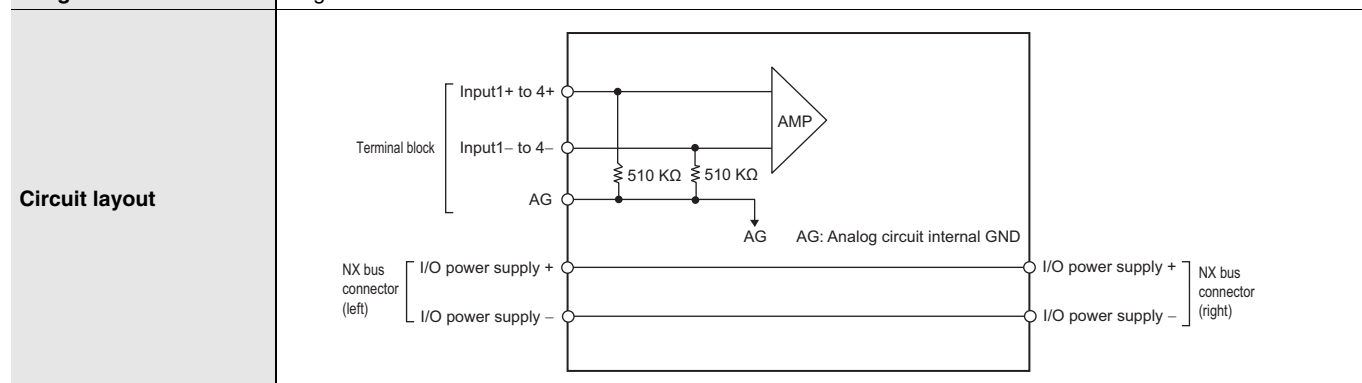 Circuit layout
Input1+ to 4+
AMP
Terminal block
Input1– to 4–
510 KΩ
510 KΩ
AG
AG
AG: Analog circuit internal GND
NX bus
connector
(left)
I/O power supply +
I/O power supply –
I/O power supply +
I/O power supply –
NX bus
connector
(right)